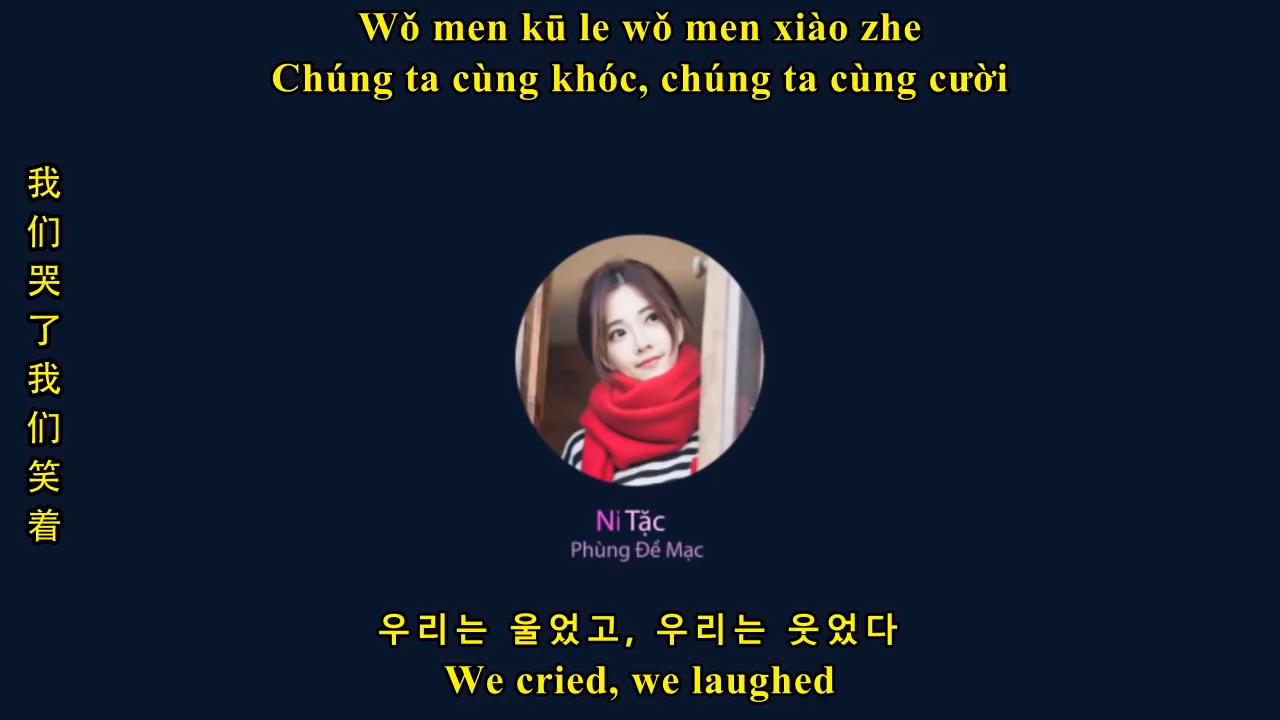 Wǒ men kū le wǒ men xiào zhe
Chúng ta cùng khóc, chúng ta cùng cười
我们哭了我们笑着
Ni Tặc
Phùng Đề Mạc
우리는 울었고, 우리는 웃었다
We cried, we laughed